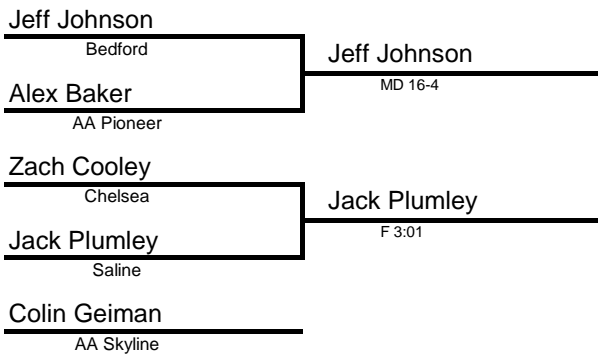 Jeff Johnson
Bedford
Alex Baker
AA Pioneer
Zach Cooley
Chelsea
Jack Plumley
Saline
Colin Geiman
AA Skyline
Jeff Johnson
MD 16-4
Jack Plumley
F 3:01